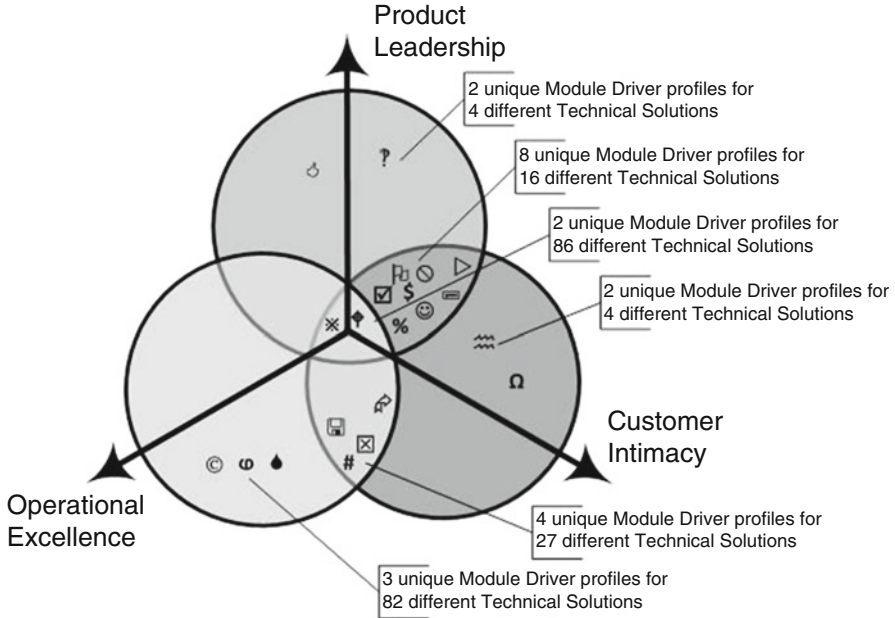 Product
Leadership
2 unique Module Driver profiles for
4 different Technical Solutions
8 unique Module Driver profiles for
16 different Technical Solutions
2 unique Module Driver profiles for
86 different Technical Solutions
2 unique Module Driver profiles for
4 different Technical Solutions
$
%
Ω
Customer
Intimacy
#
©
Operational
Excellence
4 unique Module Driver profiles for
27 different Technical Solutions
3 unique Module Driver profiles for
82 different Technical Solutions